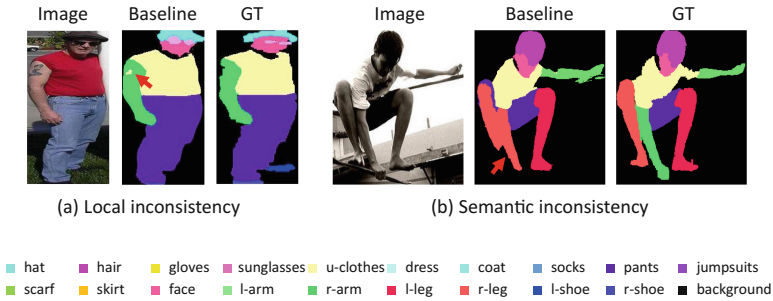 Image Baseline GT Image Baseline GT
(a) Local inconsistency (b) Semantic inconsistency
hat hair gloves sunglasses u-clothes dress coat socks pants jumpsuits
scarf skirt face l-arm r-arm l-leg r-leg l-shoe r-shoe background